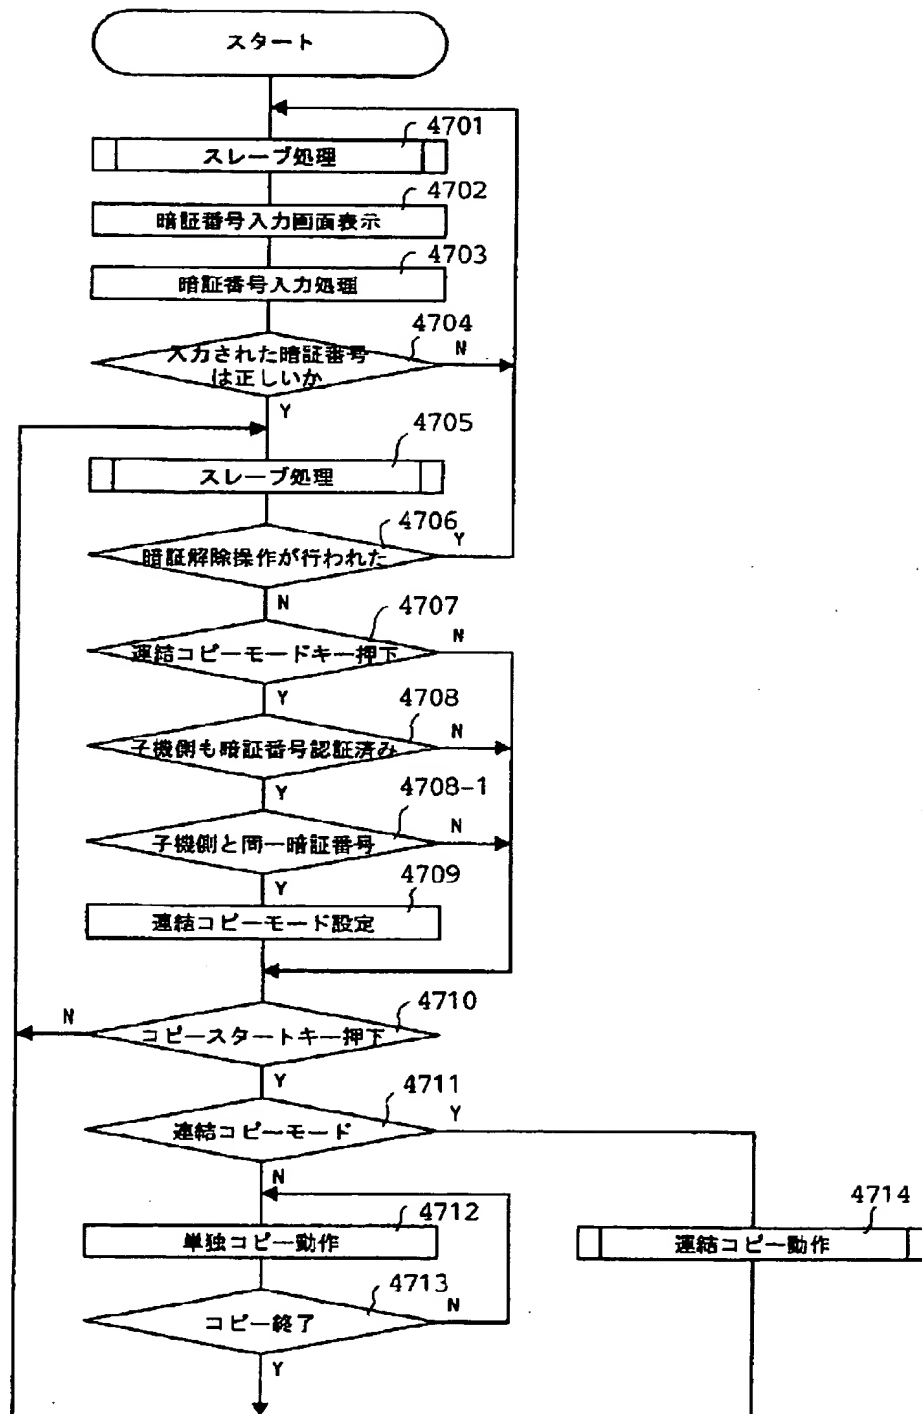 スタート
4701
スレーブ処理
4702
暗証番号入力画面表示
4703
暗証番号入力処理
4704
入力された暗証番号
は正しいか
N
Y
4705
スレーブ処理
4706
暗証解除操作が行われた
Y
N
4707
連結コピーモードキー押下
N
Y
4708
子機側も暗証番号認証済み
N
Y
4708-1
子機側と同一暗証番号
N
Y
4709
連結コピーモード設定
4710
コピースタートキー押下
N
Y
4711
連結コピーモード
Y
N
4712
単独コピー動作
4714
連結コピー動作
4713
コピー終了
N
Y